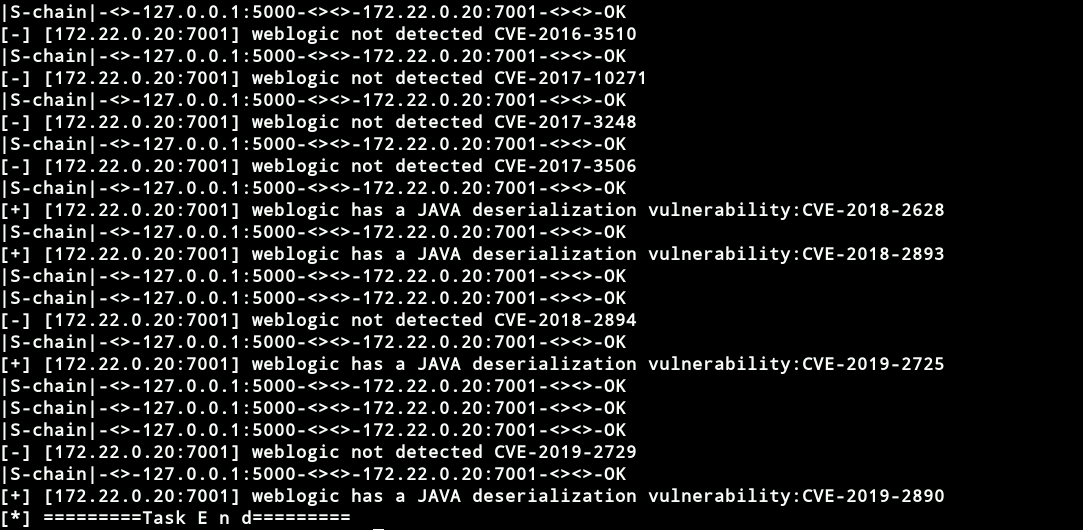 |S-chain|-<>-127.0.0.1:5000-<><>-172.22.0.20:7001-<><>-OK
[-] [172.22.0.20:7001] weblogic not detected CVE-2016-3510
|S-chain|-<>-127.0.0.1:5000-<><>-172.22.0.20:7001-<><>-OK
[-] [172.22.0.20:7001] weblogic not detected CVE-2017-10271
|S-chain|-<>-127.0.0.1:5000-<><>-172.22.0.20:7001-<><>-OK
[-] [172.22.0.20:7001] weblogic not detected CVE-2017-3248
|S-chain|-<>-127.0.0.1:5000-<><>-172.22.0.20:7001-<><>-OK
[-] [172.22.0.20:7001] weblogic not detected CVE-2017-3506
|S-chain|-<>-127.0.0.1:5000-<><>-172.22.0.20:7001-<><>-OK
[+] [172.22.0.20:7001] weblogic has a JAVA deserialization vulnerability:CVE-2018-2628
|S-chain|-<>-127.0.0.1:5000-<><>-172.22.0.20:7001-<><>-OK
[+] [172.22.0.20:7001] weblogic has a JAVA deserialization vulnerability:CVE-2018-2893
|S-chain|-<>-127.0.0.1:5000-<><>-172.22.0.20:7001-<><>-OK
|S-chain|-<>-127.0.0.1:5000-<><>-172.22.0.20:7001-<><>-OK
[-] [172.22.0.20:7001] weblogic not detected CVE-2018-2894
|S-chain|-<>-127.0.0.1:5000-<><>-172.22.0.20:7001-<><>-OK
[+] [172.22.0.20:7001] weblogic has a JAVA deserialization vulnerability:CVE-2019-2725
|S-chain|-<>-127.0.0.1:5000-<><>-172.22.0.20:7001-<><>-OK
|S-chain|-<>-127.0.0.1:5000-<><>-172.22.0.20:7001-<><>-OK
|S-chain|-<>-127.0.0.1:5000-<><>-172.22.0.20:7001-<><>-OK
[-] [172.22.0.20:7001] weblogic not detected CVE-2019-2729
|S-chain|-<>-127.0.0.1:5000-<><>-172.22.0.20:7001-<><>-OK
[+] [172.22.0.20:7001] weblogic has a JAVA deserialization vulnerability:CVE-2019-2890
[*] =========Task E n d=========